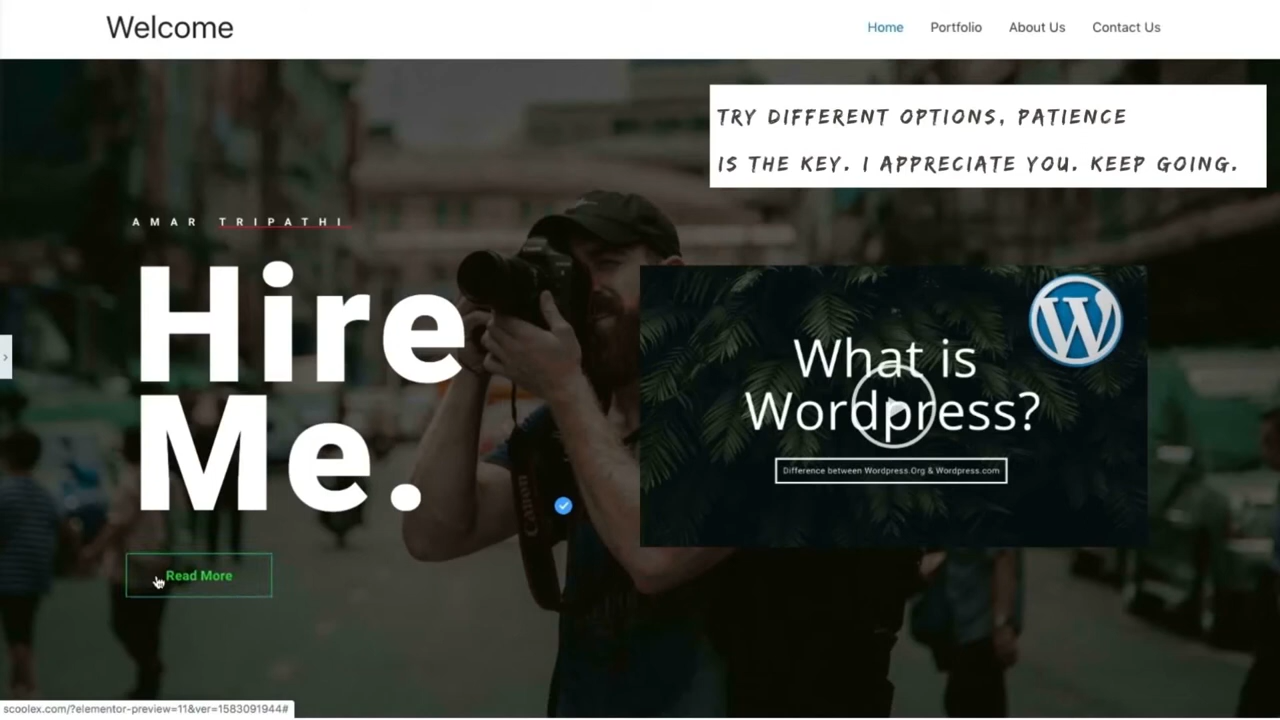 Welcome
Home Portfolio About Us Contact Us
TRY DIFFERENT OPTIONS, PATIENCE
IS THE KEY. I APPRECIATE YOU. KEEP GOING.
AMAR TRIPATHI
Hire
Me.
W
What is
Wordpress?
Difference between Wordpress.Org & Wordpress.com
Canon
Read More
scoolex.com/?elementor-preview=11&ver=1583091944#